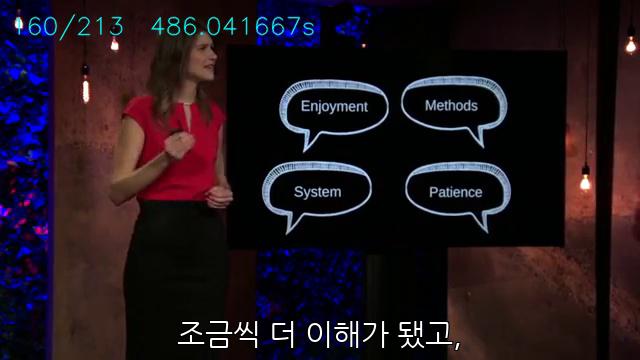 160/213 486.041667s
Enjoyment
Methods
System
Patience
조금씩 더 이해가 됐고,